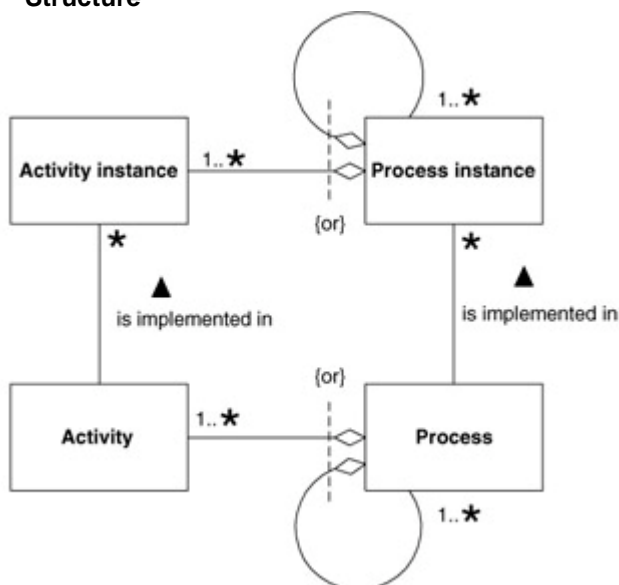 Structure
1..*
Activity instance
1..*
Process instance
{or}
*
*
is implemented in
is implemented in
{or}
1..*
Activity
Process
1..*